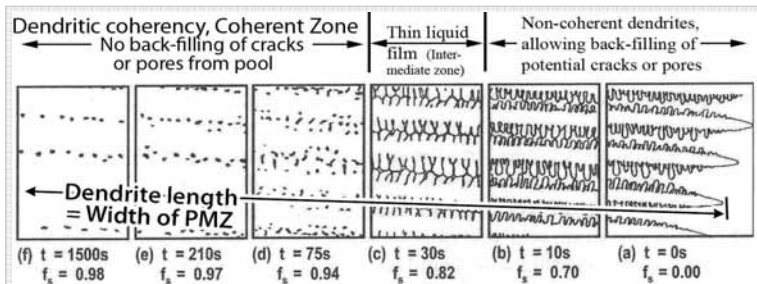 Dendritic coherency, Coherent Zone
No back-filling of cracks
or pores from pool
Thin liquid
film (Inter-
mediate zone)
Non-coherent dendrites,
allowing back-filling of
potential cracks or pores
Dendrite length
= Width of PMZ
(f) t = 1500s
fs = 0.98
(e) t = 210s
fs = 0.97
(d) t = 75s
fs = 0.94
(c) t = 30s
fs = 0.82
(b) t = 10s
fs = 0.70
(a) t = 0s
fs = 0.00